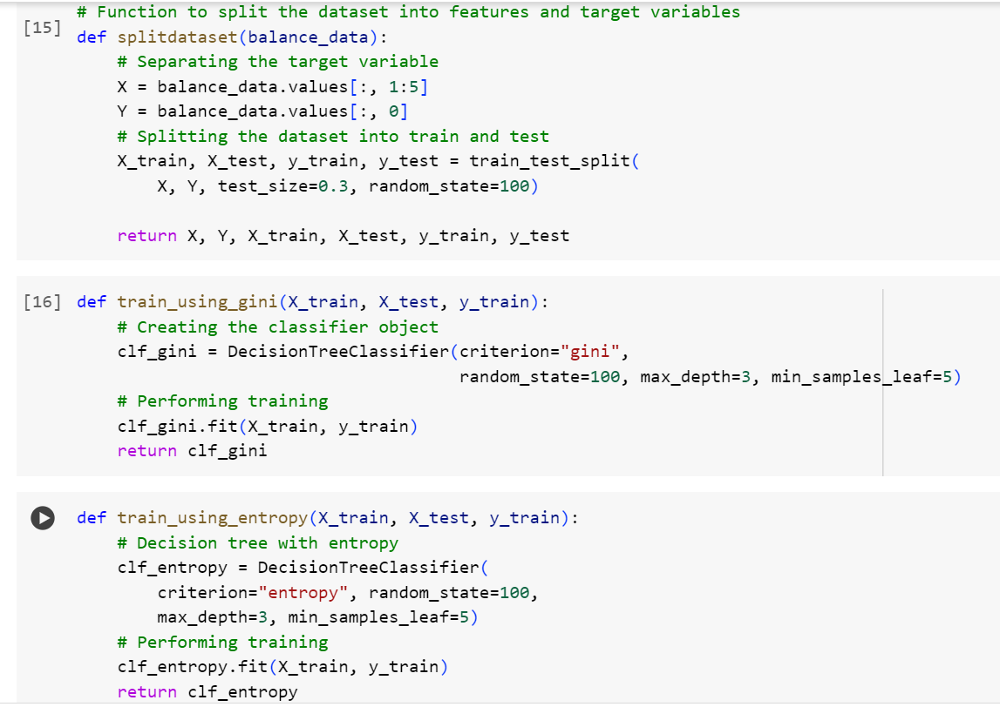 # Function to split the dataset into features and target variables
[15]
def splitdataset(balance_data):
    # Separating the target variable
    X = balance_data.values[:, 1:5]
    Y = balance_data.values[:, 0]
    # Splitting the dataset into train and test
    X_train, X_test, y_train, y_test = train_test_split(
        X, Y, test_size=0.3, random_state=100)

    return X, Y, X_train, X_test, y_train, y_test

[16] def train_using_gini(X_train, X_test, y_train):
    # Creating the classifier object
    clf_gini = DecisionTreeClassifier(criterion="gini",
                                      random_state=100, max_depth=3, min_samples_leaf=5)
    # Performing training
    clf_gini.fit(X_train, y_train)
    return clf_gini

def train_using_entropy(X_train, X_test, y_train):
    # Decision tree with entropy
    clf_entropy = DecisionTreeClassifier(
        criterion="entropy", random_state=100,
        max_depth=3, min_samples_leaf=5)
    # Performing training
    clf_entropy.fit(X_train, y_train)
    return clf_entropy